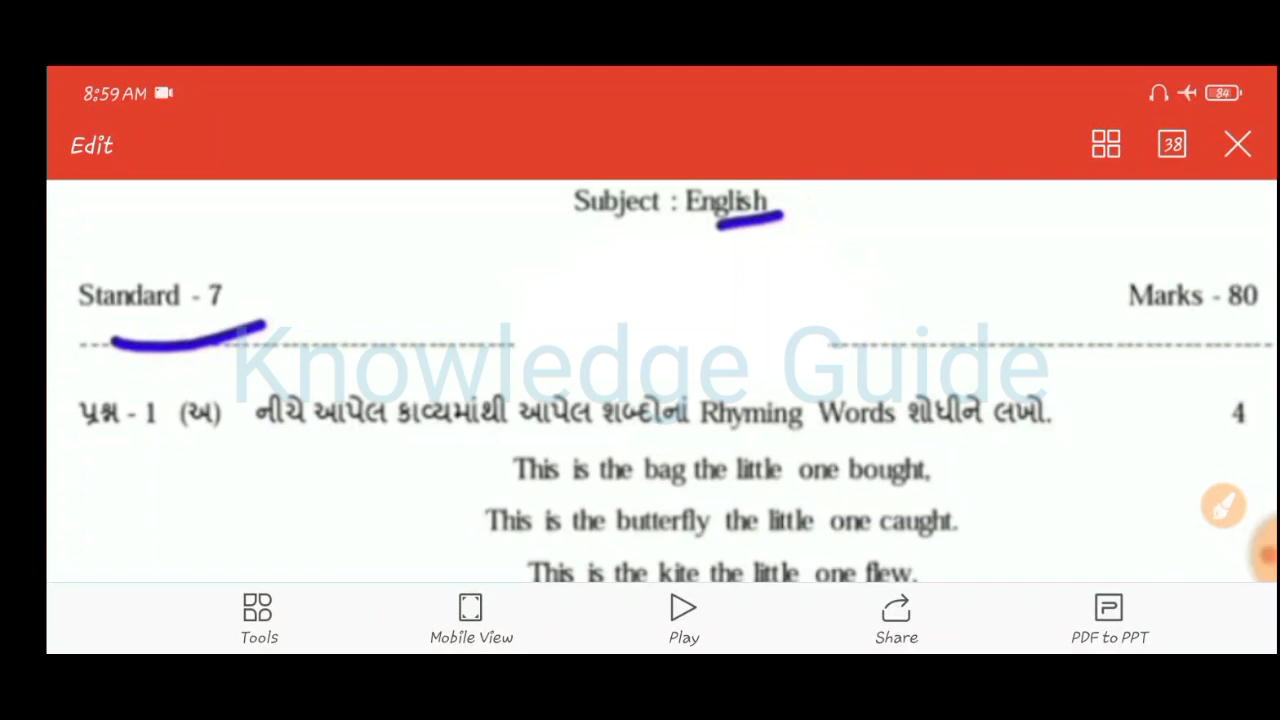 8:59 AM
84
Edit
38
Subject : English
Standard - 7
Marks - 80
Knowledge Guide
પ્રશ્ન - 1 (અ) નીચે આપેલ કાવ્યમાંથી આપેલ શબ્દોનાં Rhyming Words શોધીને લખો. 4
This is the bag the little one bought,
This is the butterfly the little one caught.
This is the kite the little one flew.
Tools
Mobile View
Play
Share
PDF to PPT